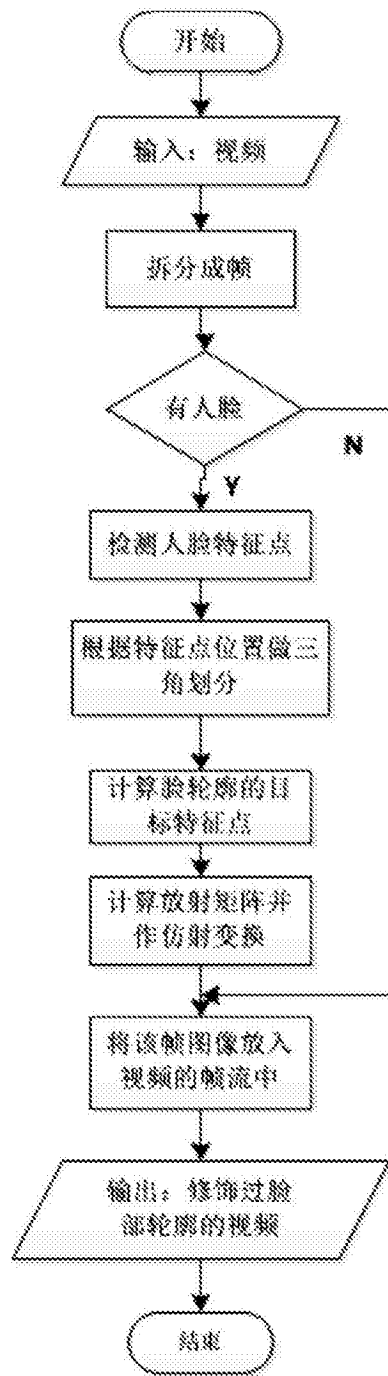 开始
输入：视频
拆分成帧
有人脸
N
Y
检测人脸特征点
根据特征点位置做三
角划分
计算脸轮廓的目
标特征点
计算放射矩阵并
作仿射变换
将该帧图像放入
视频的帧流中
输出：修饰过脸
部轮廓的视频
结束